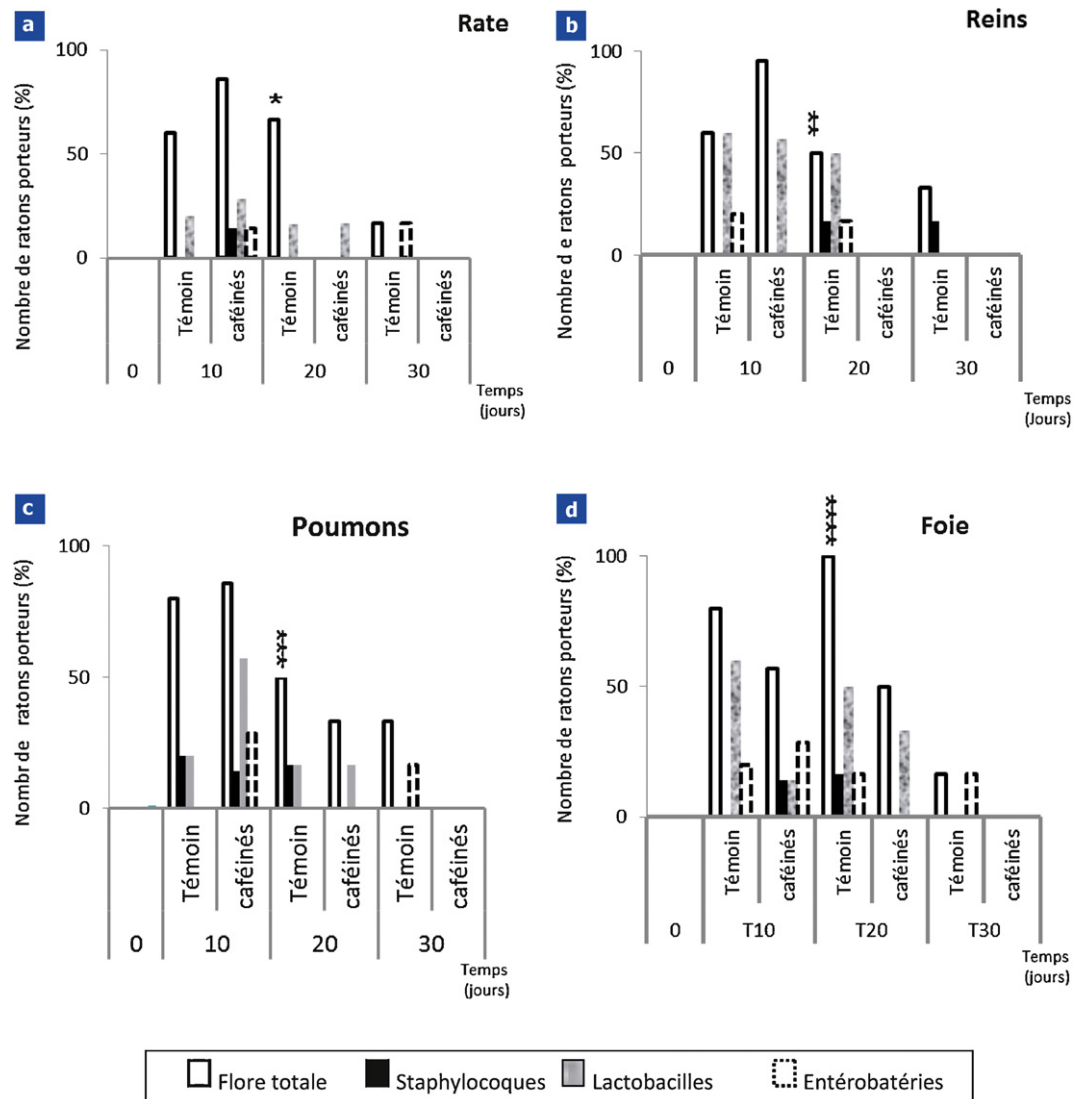 a
Rate
Nombre de ratons porteurs (%)
100
50
0
*
Témoin
caféinés
Témoin
caféinés
Témoin
caféinés
0
10
20
30
Temps
(jours)
b
Reins
Nombre d e ratons porteurs (%)
100
50
0
**
Témoin
caféinés
Témoin
caféinés
Témoin
caféinés
0
10
20
30
Temps
(Jours)
c
Poumons
Nombr de ratons porteurs (%)
100
50
0
***
Témoin
caféinés
Témoin
caféinés
Témoin
caféinés
0
10
20
30
Temps
(jours)
d
Foie
Nombre de ratons porteurs (%)
100
50
0
****
Témoin
caféinés
Témoin
caféinés
Témoin
caféinés
0
T10
T20
T30
Temps
(jours)
Flore totale
Staphylocoques
Lactobacilles
Entérobatéries